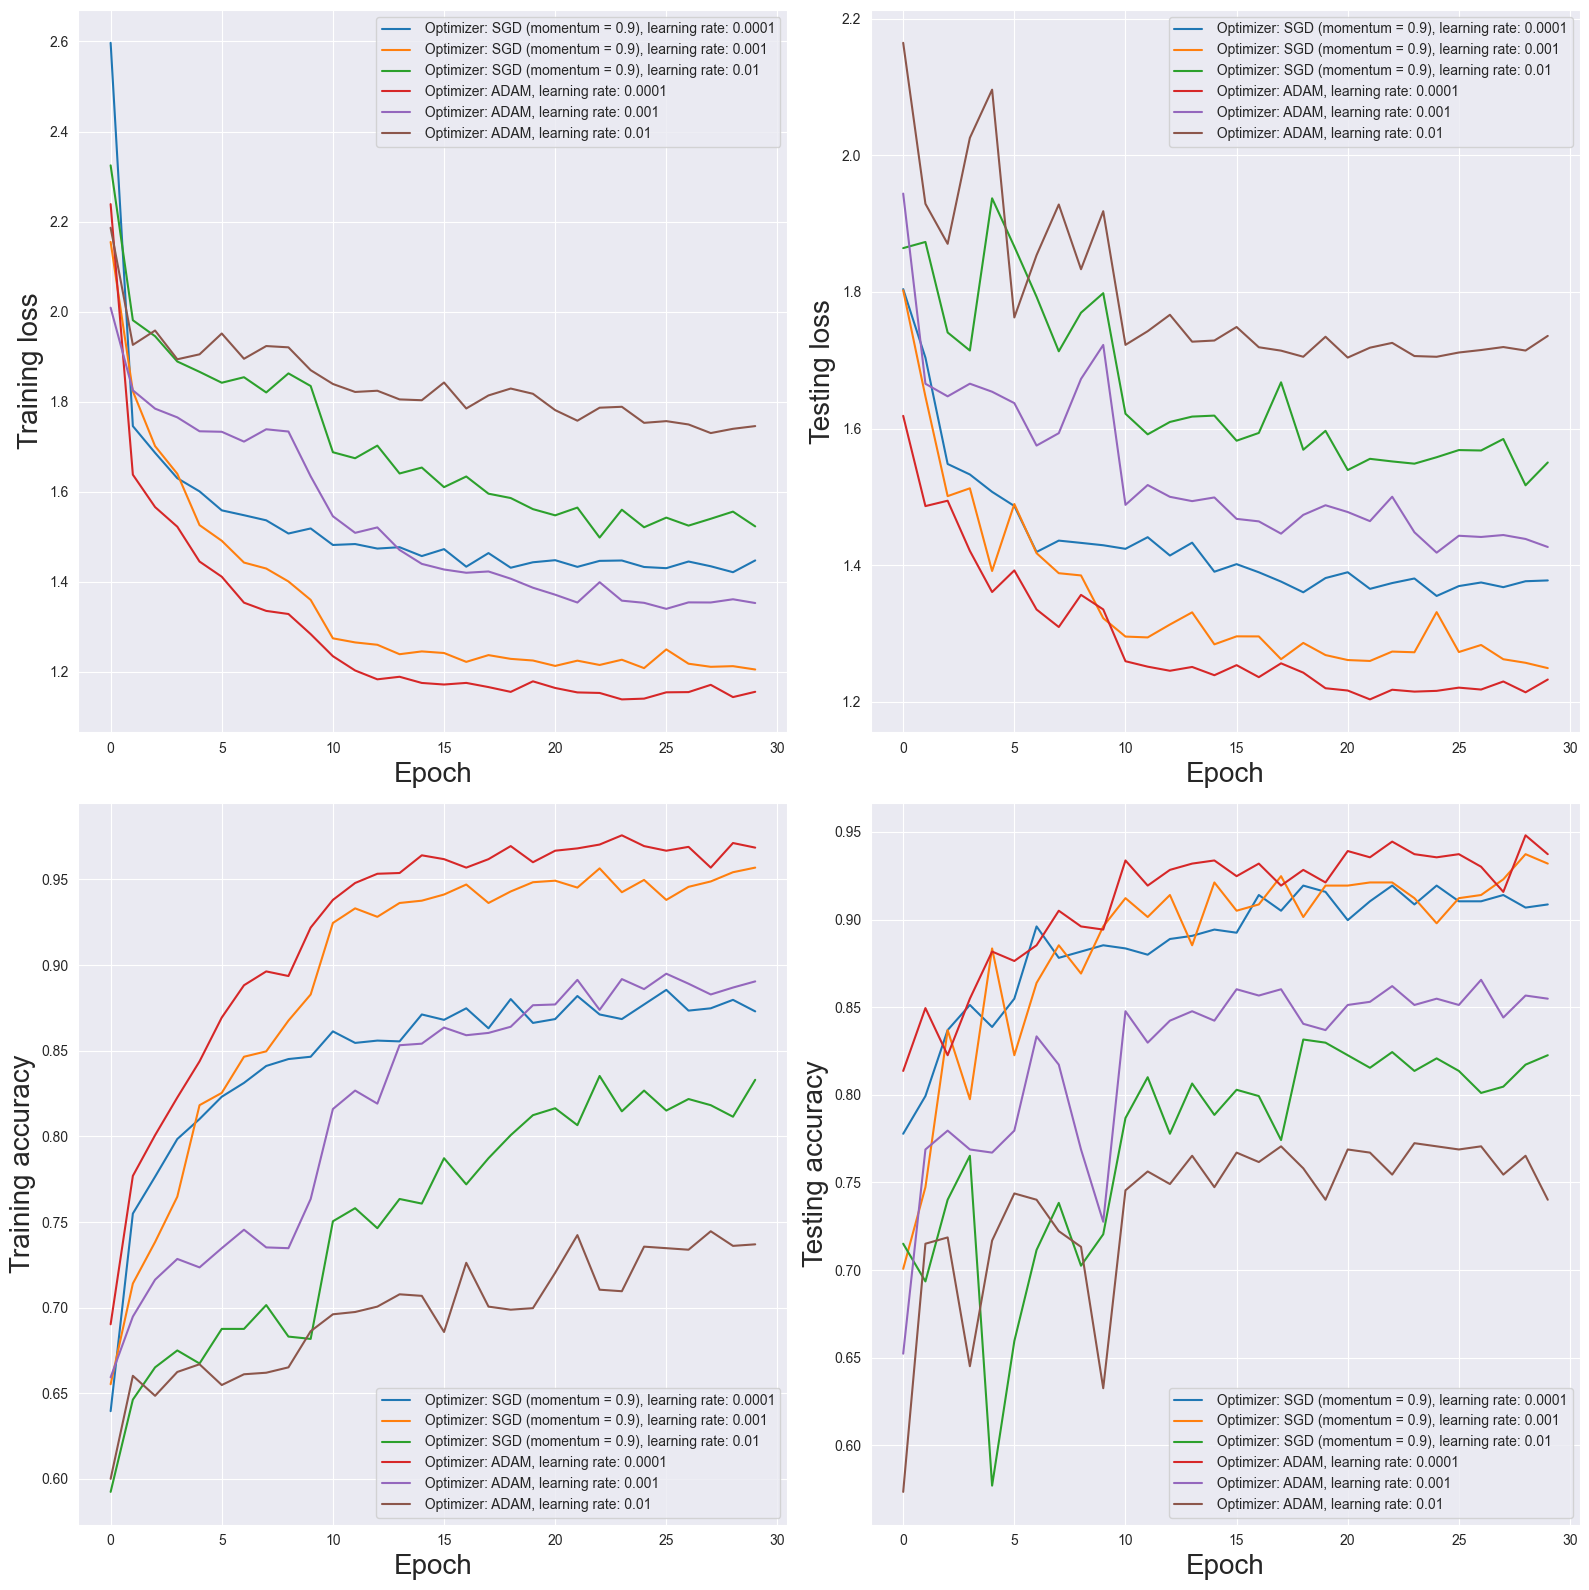 Optimizer: SGD (momentum = 0.9), learning rate: 0.0001
Optimizer: SGD (momentum = 0.9), learning rate: 0.001
Optimizer: SGD (momentum = 0.9), learning rate: 0.01
Optimizer: ADAM, learning rate: 0.0001
Optimizer: ADAM, learning rate: 0.001
Optimizer: ADAM, learning rate: 0.01
2.6
2.4
2.2
2.0
1.8
1.6
1.4
1.2
Training loss
0 5 10 15 20 25 30
Epoch
Optimizer: SGD (momentum = 0.9), learning rate: 0.0001
Optimizer: SGD (momentum = 0.9), learning rate: 0.001
Optimizer: SGD (momentum = 0.9), learning rate: 0.01
Optimizer: ADAM, learning rate: 0.0001
Optimizer: ADAM, learning rate: 0.001
Optimizer: ADAM, learning rate: 0.01
2.2
2.0
1.8
1.6
1.4
1.2
Testing loss
0 5 10 15 20 25 30
Epoch
0.95
0.90
0.85
0.80
0.75
0.70
0.65
0.60
Training accuracy
Optimizer: SGD (momentum = 0.9), learning rate: 0.0001
Optimizer: SGD (momentum = 0.9), learning rate: 0.001
Optimizer: SGD (momentum = 0.9), learning rate: 0.01
Optimizer: ADAM, learning rate: 0.0001
Optimizer: ADAM, learning rate: 0.001
Optimizer: ADAM, learning rate: 0.01
0 5 10 15 20 25 30
Epoch
0.95
0.90
0.85
0.80
0.75
0.70
0.65
0.60
Testing accuracy
Optimizer: SGD (momentum = 0.9), learning rate: 0.0001
Optimizer: SGD (momentum = 0.9), learning rate: 0.001
Optimizer: SGD (momentum = 0.9), learning rate: 0.01
Optimizer: ADAM, learning rate: 0.0001
Optimizer: ADAM, learning rate: 0.001
Optimizer: ADAM, learning rate: 0.01
0 5 10 15 20 25 30
Epoch